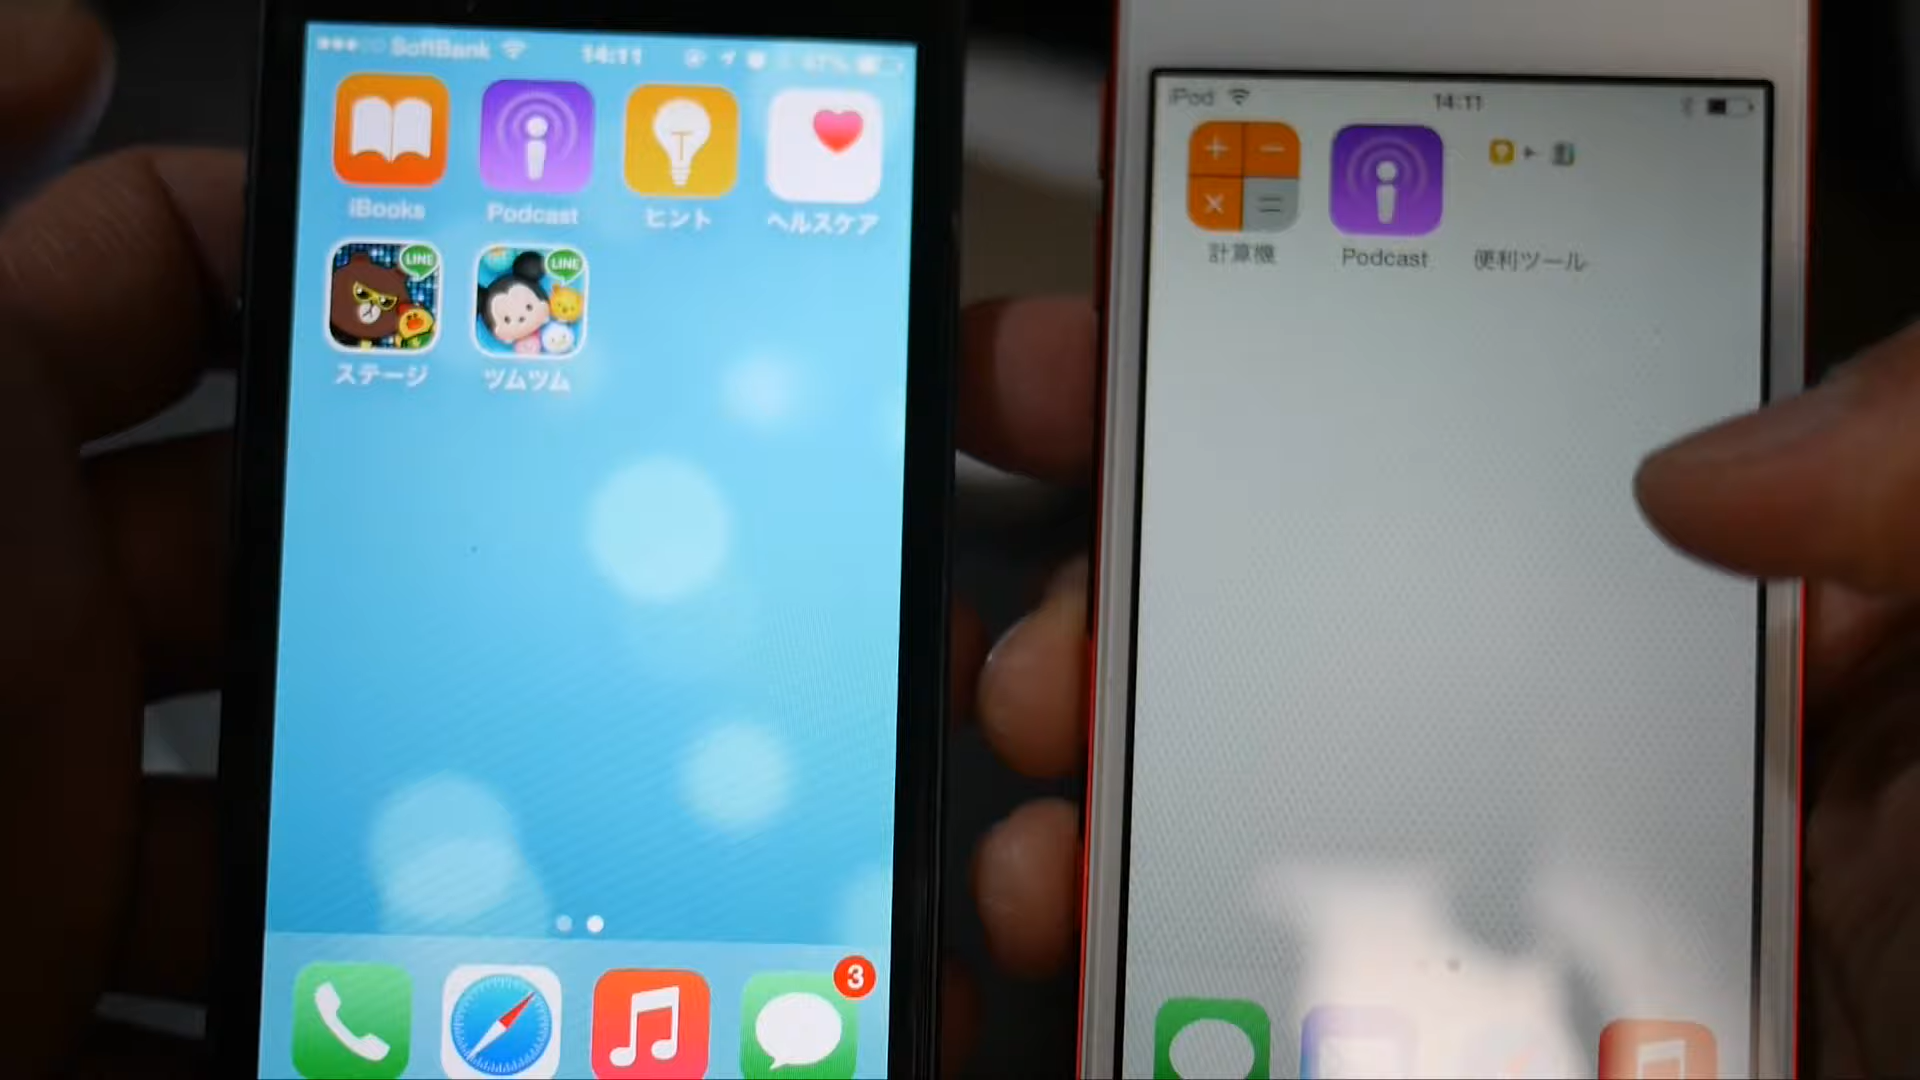 SoftBank 14:11 47%
iBooks Podcast ヒント ヘルスケア
LINE LINE
ステージ ツムツム
3
iPod 14:11
計算機 Podcast 便利ツール